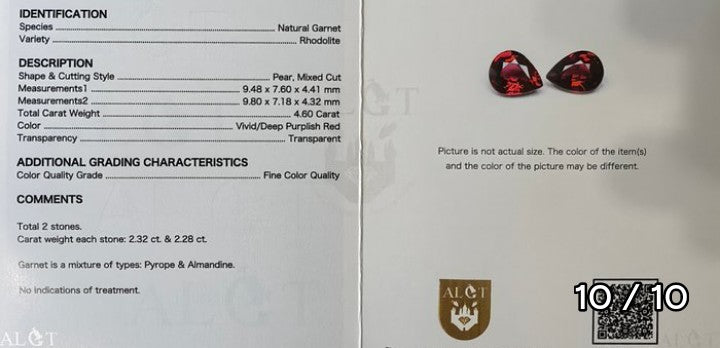 IDENTIFICATION
Species Natural Garnet
Variety Rhodolite
DESCRIPTION
Shape & Cutting Style Pear, Mixed Cut
Measurements1 9.48 x 7.60 x 4.41 mm
Measurements2 9.80 x 7.18 x 4.32 mm
Total Carat Weight 4.60 Carat
Color Vivid/Deep Purplish Red
Transparency Transparent
ADDITIONAL GRADING CHARACTERISTICS
Color Quality Grade Fine Color Quality
COMMENTS
Total 2 stones.
Carat weight each stone: 2.32 ct. & 2.28 ct.
Garnet is a mixture of types: Pyrope & Almandine.
No indications of treatment.
ALGT
ALGT
Picture is not actual size. The color of the item(s)
and the color of the picture may be different.
ALGT
10 / 10
ALGT